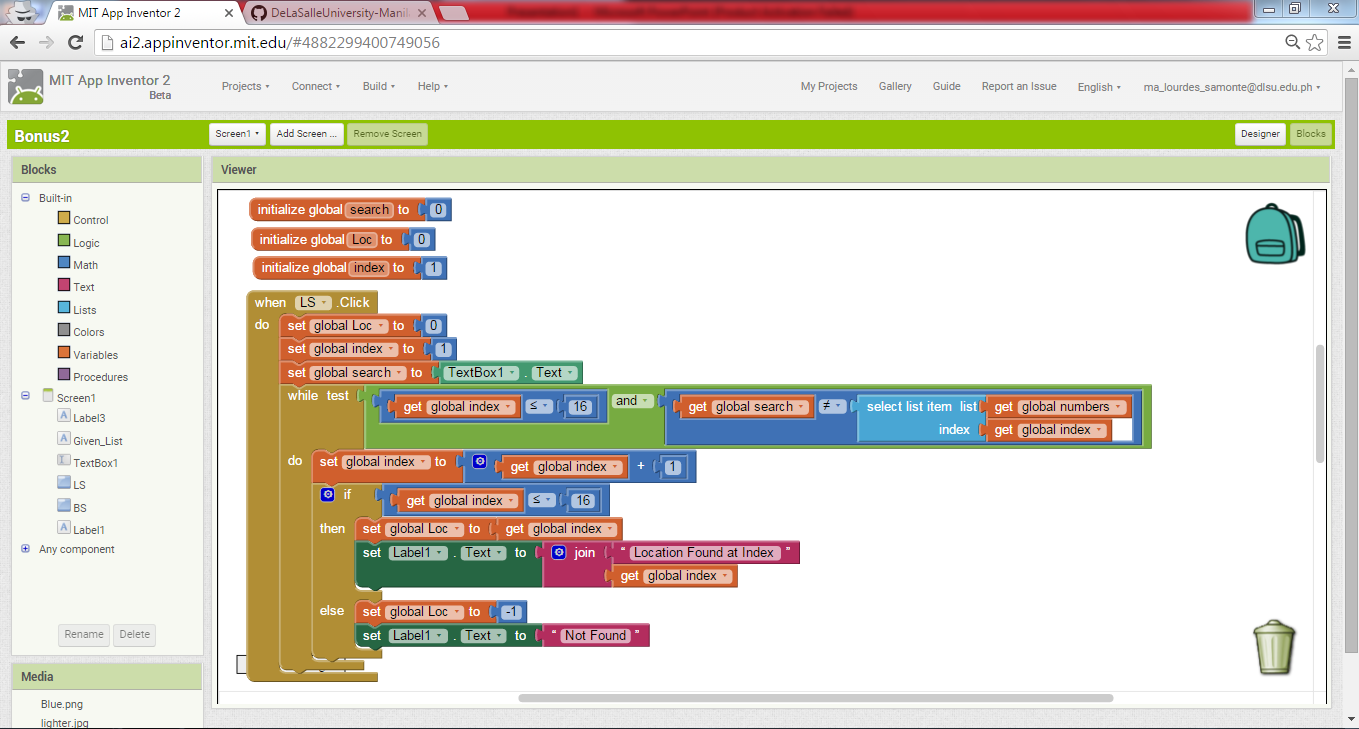 MIT App Inventor 2
DeLaSalleUniversity-Manil
ai2.appinventor.mit.edu/#4882299400749056
MIT App Inventor 2
Beta
Projects Connect Build Help
My Projects Gallery Guide Report an Issue English ma_lourdes_samonte@dlsu.edu.ph
Bonus2
Screen1 Add Screen ... Remove Screen
Designer Blocks
Blocks
Built-in
Control
Logic
Math
Text
Lists
Colors
Variables
Procedures
Screen1
Label3
Given_List
TextBox1
LS
BS
Label1
Any component
Rename Delete
Media
Blue.png
lighter.jpg
Viewer
initialize global search to 0
initialize global Loc to 0
initialize global index to 1
when LS .Click
do set global Loc to 0
set global index to 1
set global search to TextBox1 . Text
while test get global index ≤ 16 and get global search ≠ select list item list get global numbers
index get global index
do set global index to get global index + 1
if get global index ≤ 16
then set global Loc to get global index
set Label1 . Text to join " Location Found at Index "
get global index
else set global Loc to -1
set Label1 . Text to " Not Found "